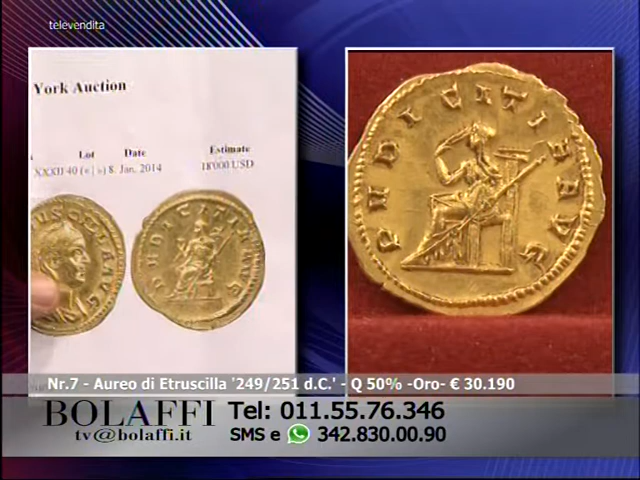 televendita
York Auction
Lot Date Estimate
XXXII 40 ( « | » ) 8. Jan. 2014 18'000 USD
PVDICITIA AVG
PVDICITIA AVG
Nr.7 - Aureo di Etruscilla '249/251 d.C.' - Q 50% -Oro- € 30.190
BOLAFFI
tv@bolaffi.it
Tel: 011.55.76.346
SMS e 342.830.00.90